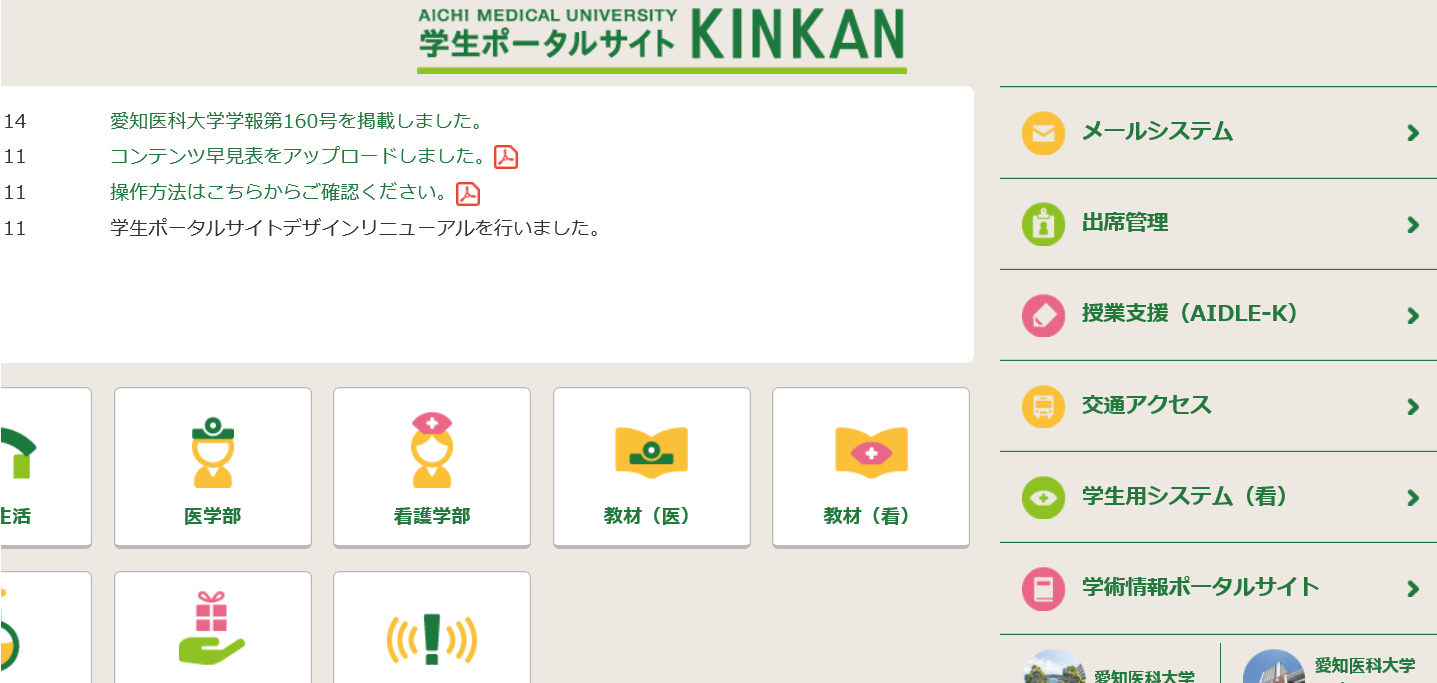 AICHI MEDICAL UNIVERSITY
学生ポータルサイト KINKAN
14 愛知医科大学学報第160号を掲載しました。
11 コンテンツ早見表をアップロードしました。
11 操作方法はこちらからご確認ください。
11 学生ポータルサイトデザインリニューアルを行いました。
生活
医学部
看護学部
教材（医）
教材（看）
メールシステム
出席管理
授業支援（AIDLE-K）
交通アクセス
学生用システム（看）
学術情報ポータルサイト
愛知医科大学
愛知医科大学